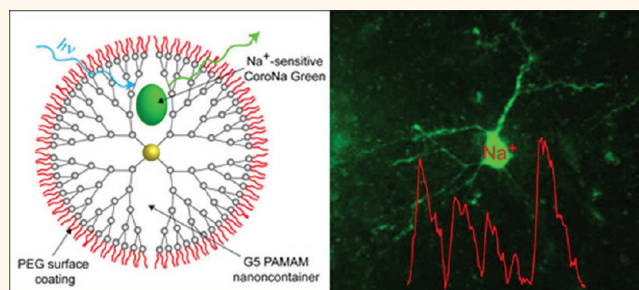 hν
Na⁺-sensitive
CoroNa Green
Na⁺
PEG surface
coating
G5 PAMAM
nanoncontainer